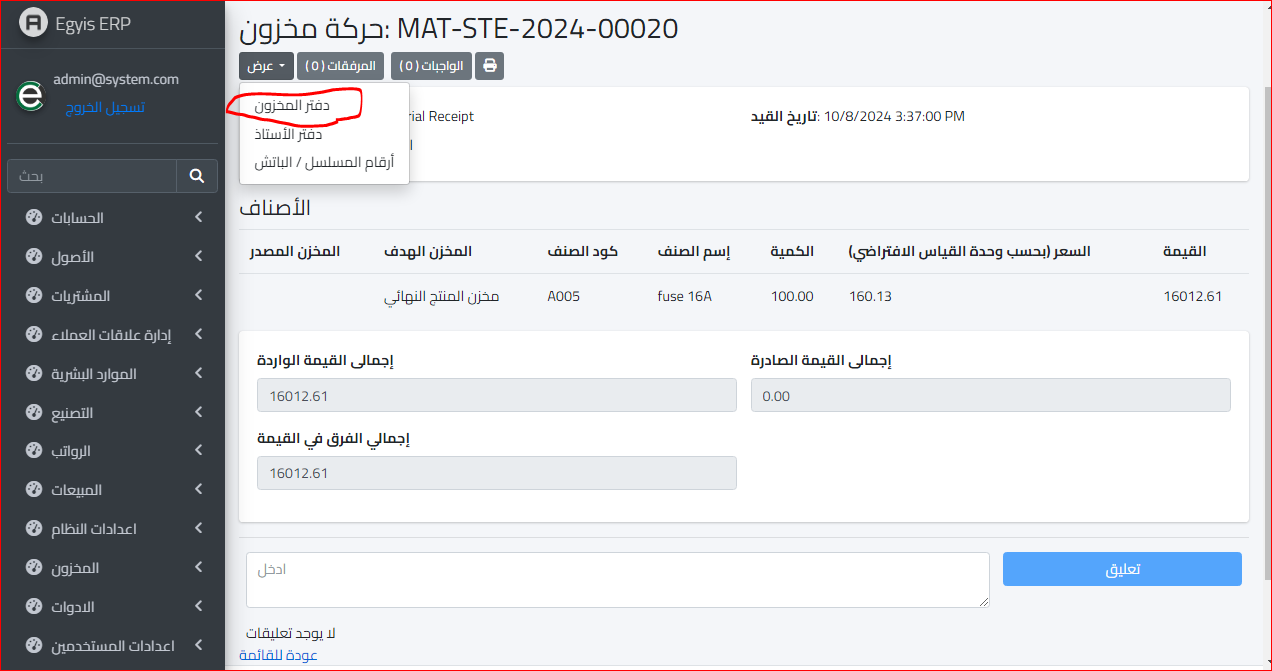 Egyis ERP
admin@system.com
تسجيل الخروج
بحث
الحسابات
الأصول
المشتريات
إدارة علاقات العملاء
الموارد البشرية
التصنيع
الرواتب
المبيعات
اعدادات النظام
المخزون
الادوات
اعدادات المستخدمين
حركة مخزون: MAT-STE-2024-00020
عرض
المرفقات ( 0 )
الواجبات ( 0 )
دفتر المخزون
دفتر الأستاذ
أرقام المسلسل / الباتش
rial Receipt
تاريخ القيد: 10/8/2024 3:37:00 PM
الأصناف
المخزن المصدر المخزن الهدف كود الصنف إسم الصنف الكمية السعر (بحسب وحدة القياس الافتراضي) القيمة
مخزن المنتج النهائي A005 fuse 16A 100.00 160.13 16012.61
إجمالى القيمة الواردة
16012.61
إجمالى القيمة الصادرة
0.00
إجمالي الفرق في القيمة
16012.61
ادخل
تعليق
لا يوجد تعليقات
عودة للقائمة